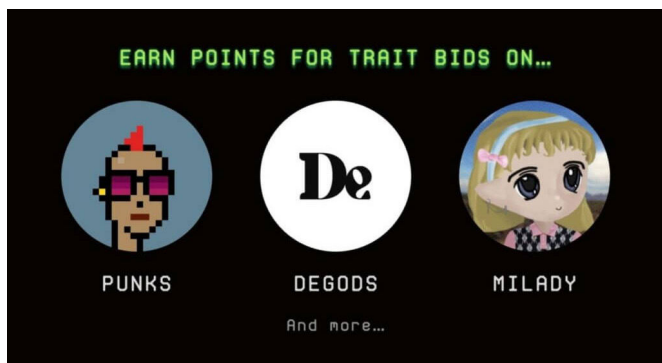 EARN POINTS FOR TRAIT BIDS ON…
De
PUNKS
DEGODS
MILADY
And more…